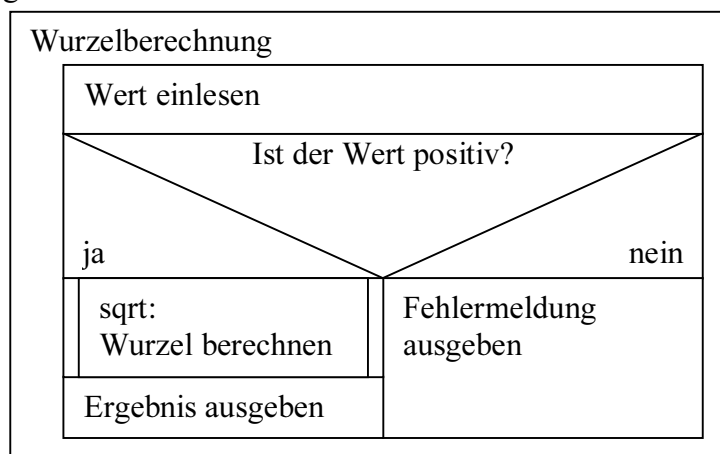 Wurzelberechnung
Wert einlesen
Ist der Wert positiv?
ja
nein
sqrt:
Wurzel berechnen
Fehlermeldung
ausgeben
Ergebnis ausgeben